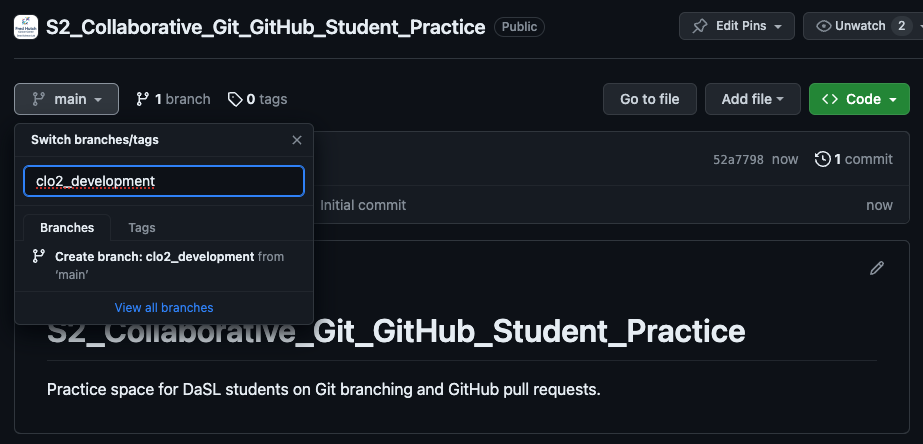 S2_Collaborative_Git_GitHub_Student_Practice Public Edit Pins Unwatch 2
main 1 branch 0 tags Go to file Add file Code
Switch branches/tags
52a7798 now 1 commit
clo2_development
Initial commit now
Branches Tags
Create branch: clo2_development from
'main'
View all branches
S2_Collaborative_Git_GitHub_Student_Practice
Practice space for DaSL students on Git branching and GitHub pull requests.